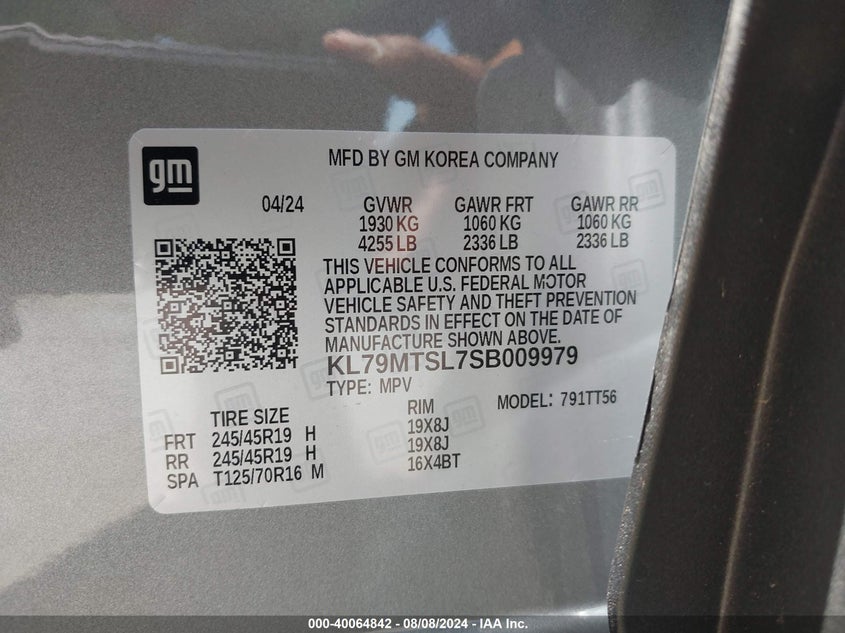 gm
MFD BY GM KOREA COMPANY
04/24 GVWR GAWR FRT GAWR RR
1930 KG 1060 KG 1060 KG
4255 LB 2336 LB 2336 LB
THIS VEHICLE CONFORMS TO ALL
APPLICABLE U.S. FEDERAL MOTOR
VEHICLE SAFETY AND THEFT PREVENTION
STANDARDS IN EFFECT ON THE DATE OF
MANUFACTURE SHOWN ABOVE.
KL79MTSL7SB009979
TYPE: MPV MODEL: 791TT56
TIRE SIZE RIM
FRT 245/45R19 H 19X8J
RR 245/45R19 H 19X8J
SPA T125/70R16 M 16X4BT
000-40064842 - 08/08/2024 - IAA Inc.